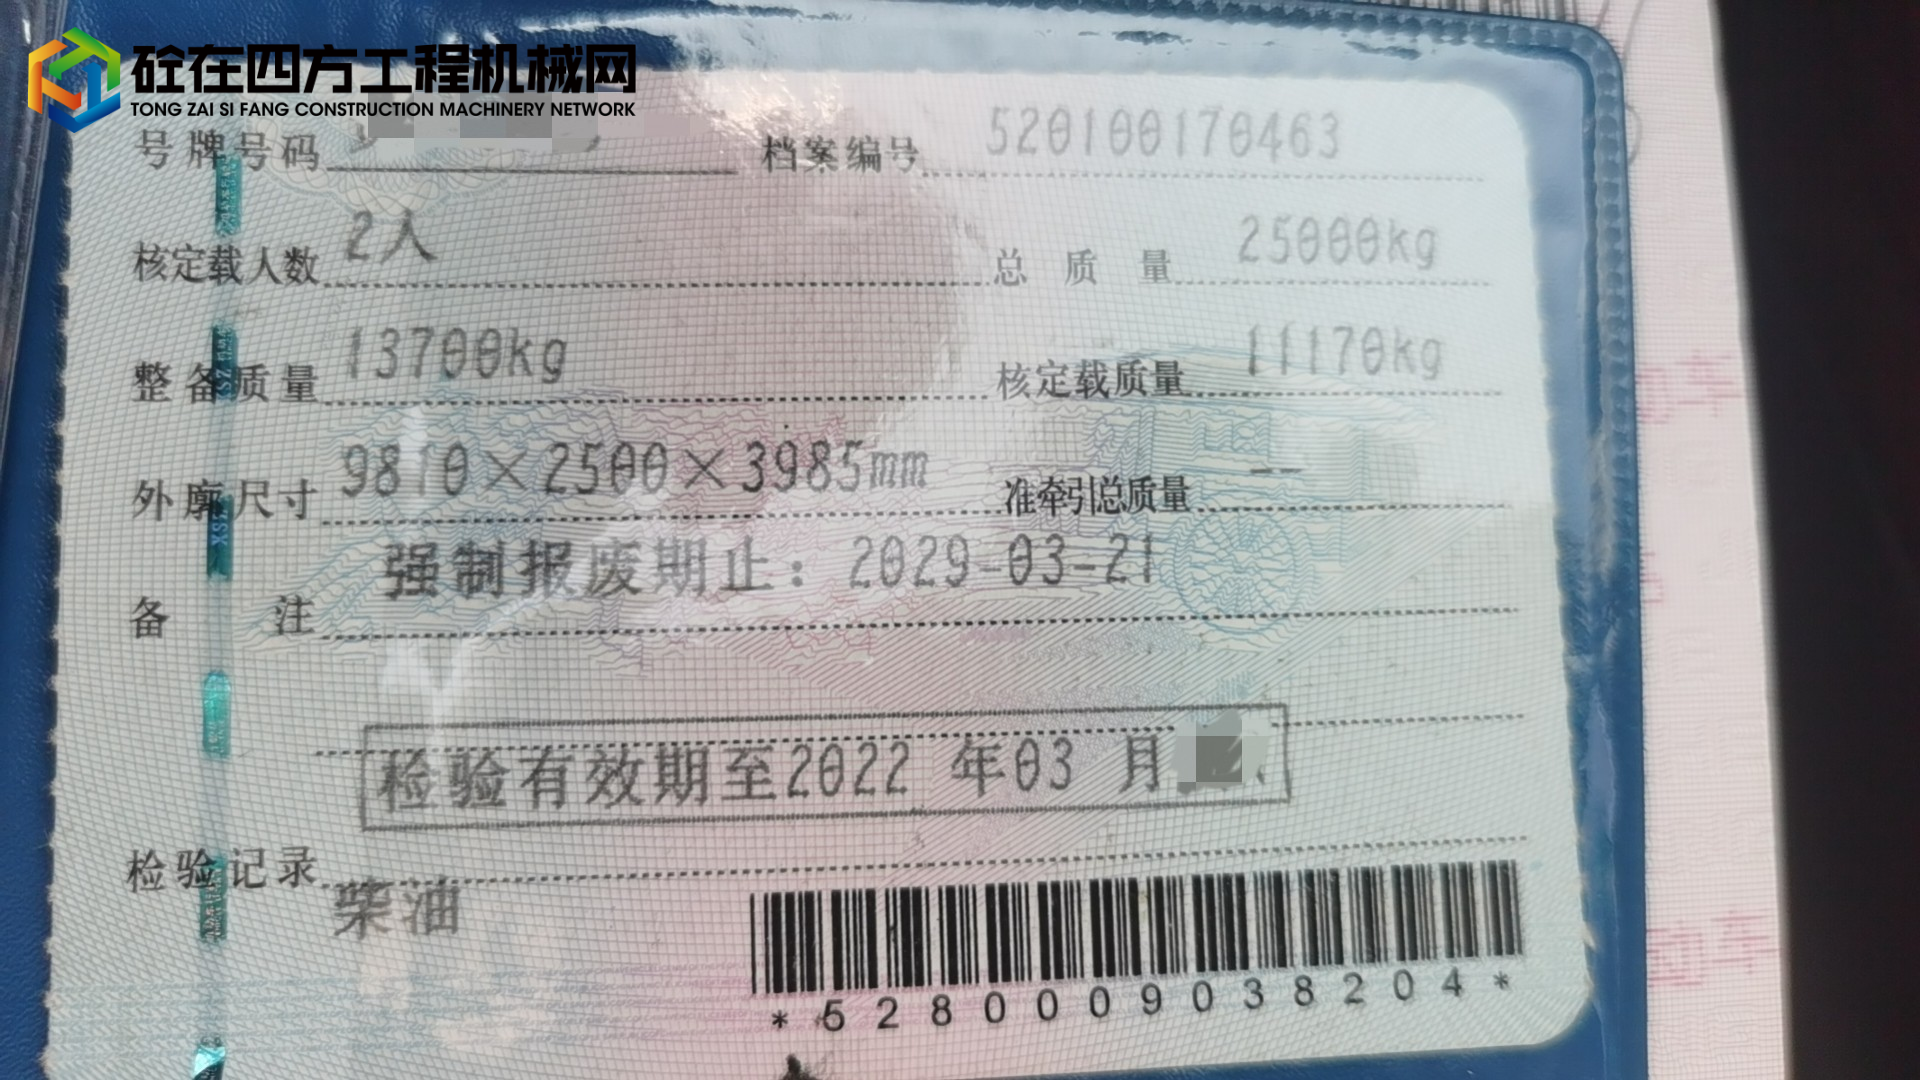 砼在四方工程机械网
TONG ZAI SI FANG CONSTRUCTION MACHINERY NETWORK
号牌号码 档案编号 520100170463
核定载人数 2人 总质量 25000kg
整备质量 13700kg 核定载质量 11170kg
外廓尺寸 9810×2500×3985mm 准牵引总质量 --
备注 强制报废期止：2029-03-21
检验有效期至2022 年03 月
检验记录
柴油
*5280009038204*